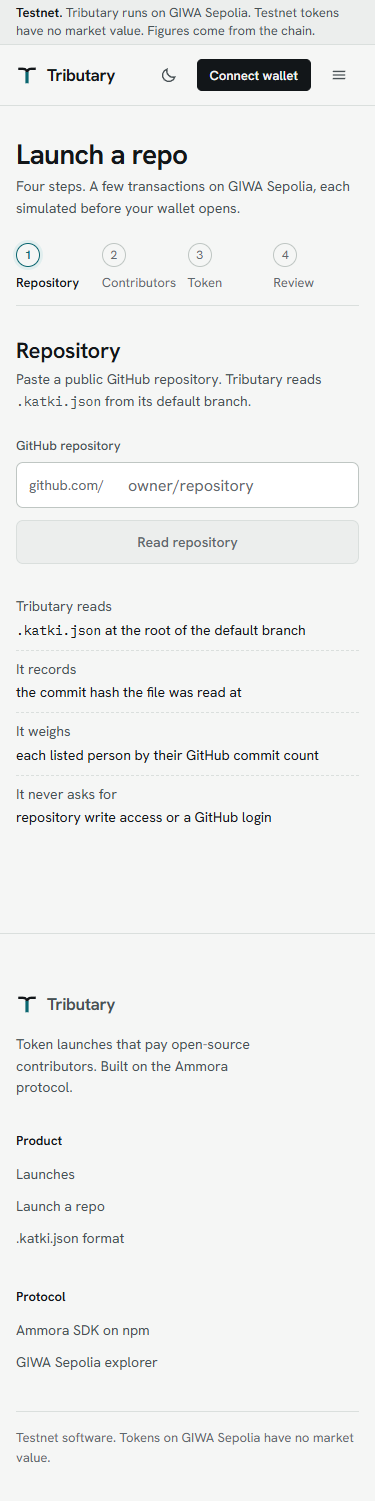 Testnet. Tributary runs on GIWA Sepolia. Testnet tokens
have no market value. Figures come from the chain.
Tributary
Connect wallet
Launch a repo
Four steps. A few transactions on GIWA Sepolia, each
simulated before your wallet opens.
1 2 3 4
Repository Contributors Token Review
Repository
Paste a public GitHub repository. Tributary reads
.katki.json from its default branch.
GitHub repository
github.com/ owner/repository
Read repository
Tributary reads
.katki.json at the root of the default branch
It records
the commit hash the file was read at
It weighs
each listed person by their GitHub commit count
It never asks for
repository write access or a GitHub login
Tributary
Token launches that pay open-source
contributors. Built on the Ammora
protocol.
Product
Launches
Launch a repo
.katki.json format
Protocol
Ammora SDK on npm
GIWA Sepolia explorer
Testnet software. Tokens on GIWA Sepolia have no market
value.